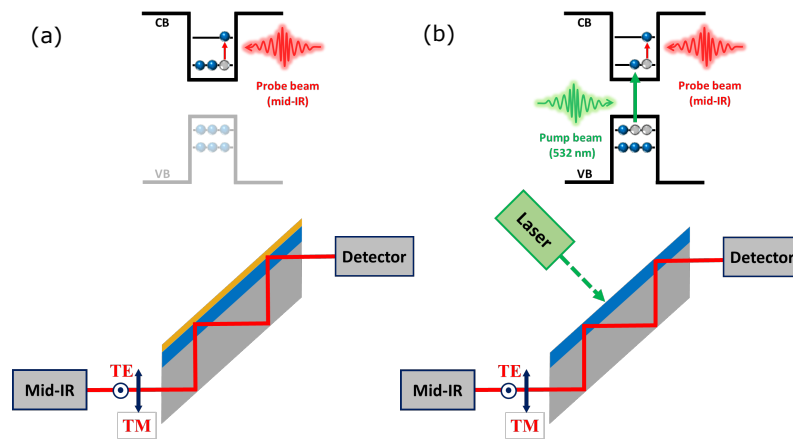 (a)
CB
Probe beam
(mid-IR)
VB
Detector
Mid-IR
TE
TM
(b)
CB
Probe beam
(mid-IR)
Pump beam
(532 nm)
VB
Laser
Detector
Mid-IR
TE
TM